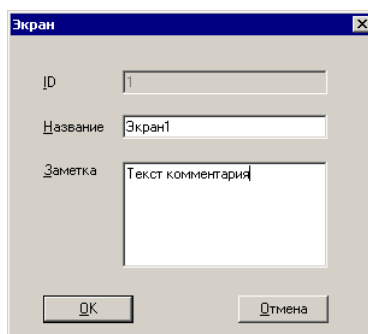 Экран
ID 1
Название Экран1
Заметка Текст комментария
OK Отмена